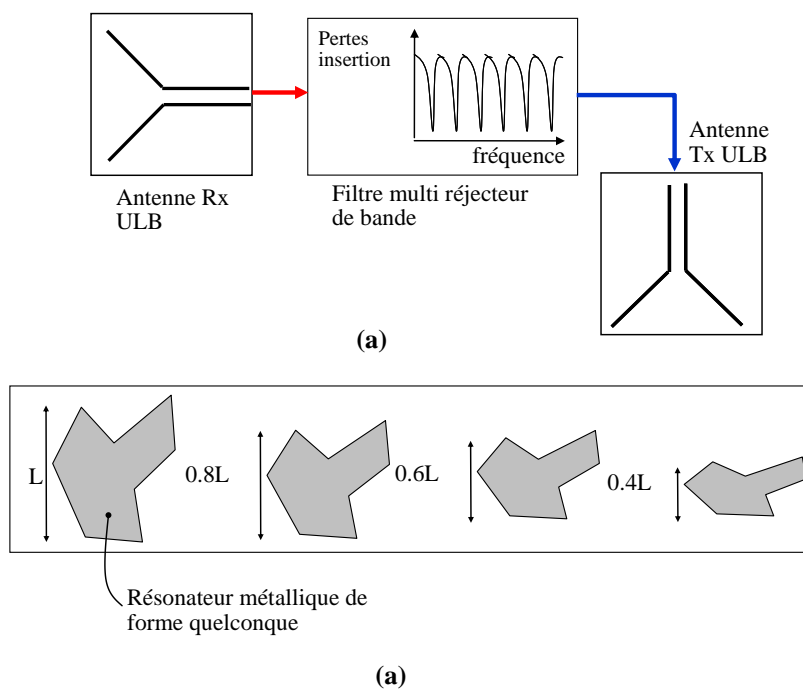 Pertes
insertion
fréquence
Antenne Rx
ULB
Filtre multi réjecteur
de bande
Antenne
Tx ULB
(a)
L
0.8L
0.6L
0.4L
Résonateur métallique de
forme quelconque
(a)